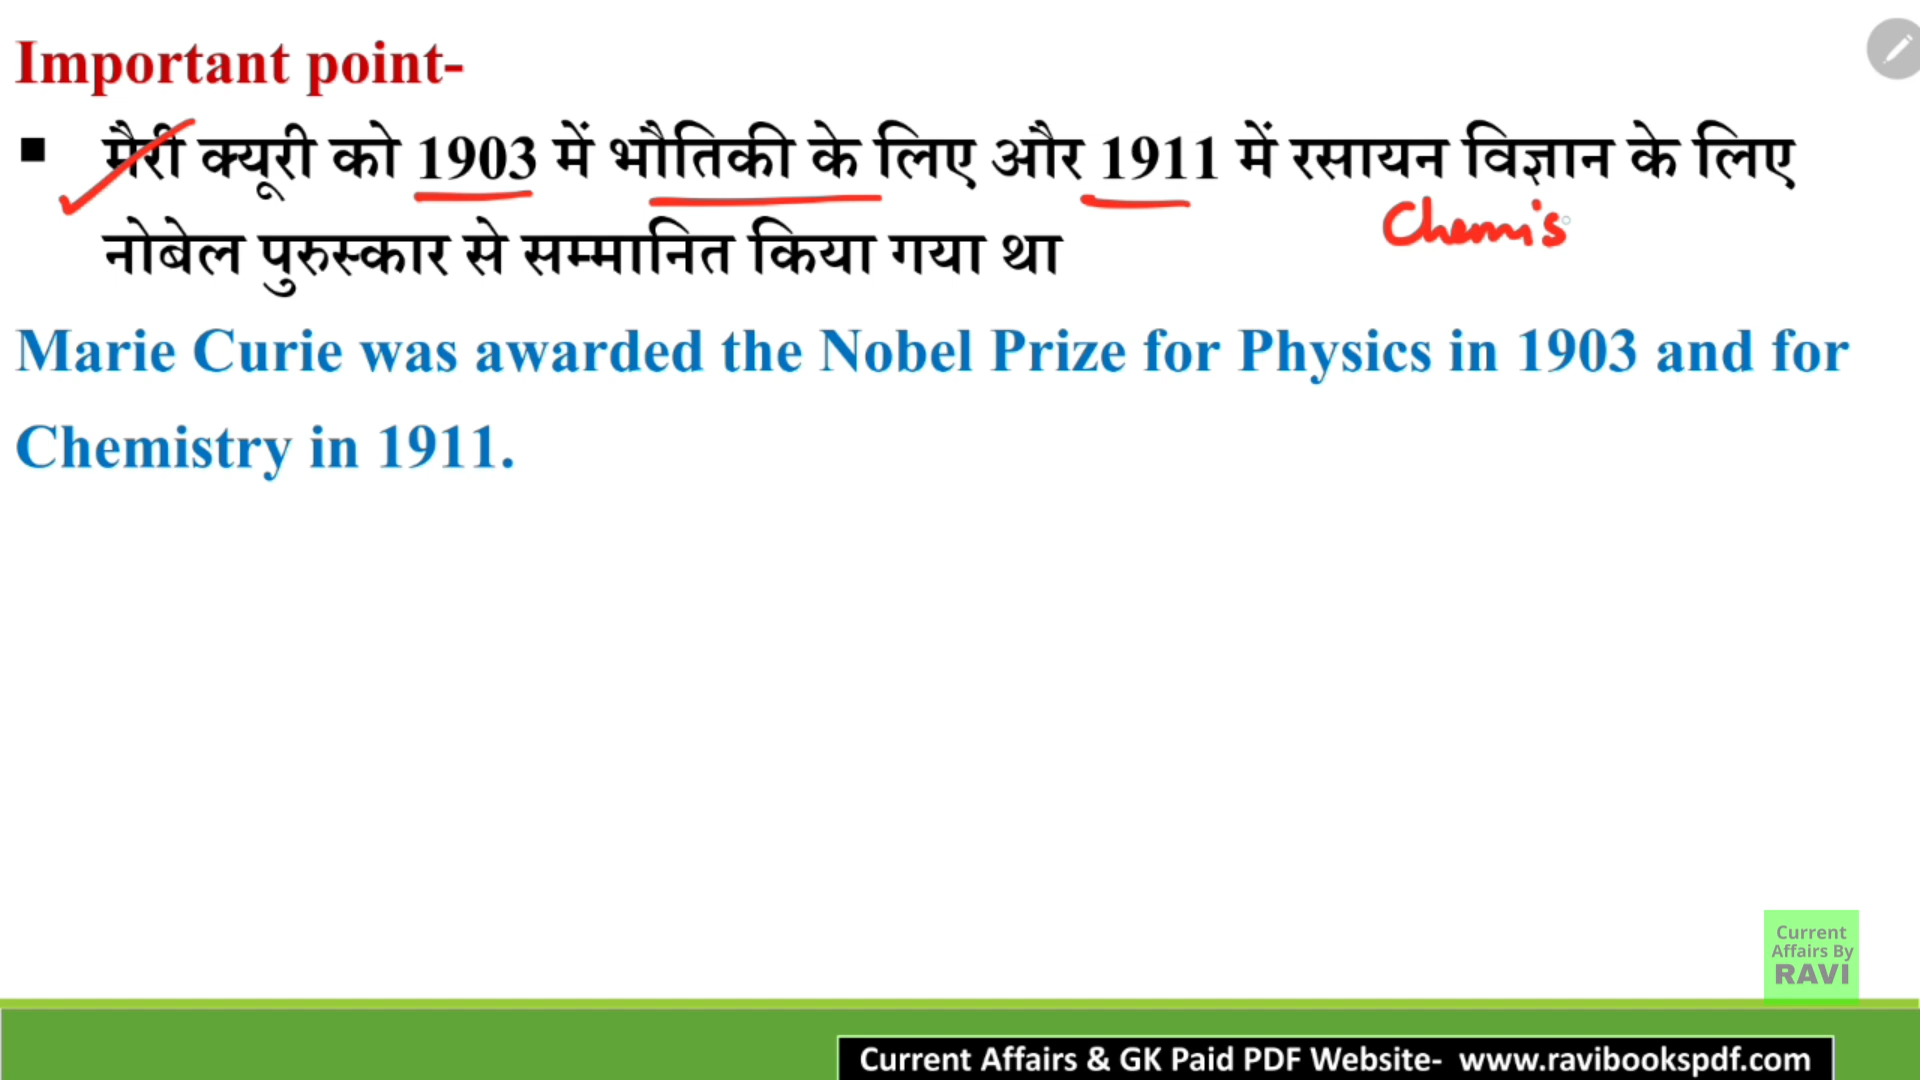 Important point-
▪ मैरी क्यूरी को 1903 में भौतिकी के लिए और 1911 में रसायन विज्ञान के लिए
Chemis
नोबेल पुरुस्कार से सम्मानित किया गया था
Marie Curie was awarded the Nobel Prize for Physics in 1903 and for
Chemistry in 1911.
Current
Affairs By
RAVI
Current Affairs & GK Paid PDF Website- www.ravibookspdf.com